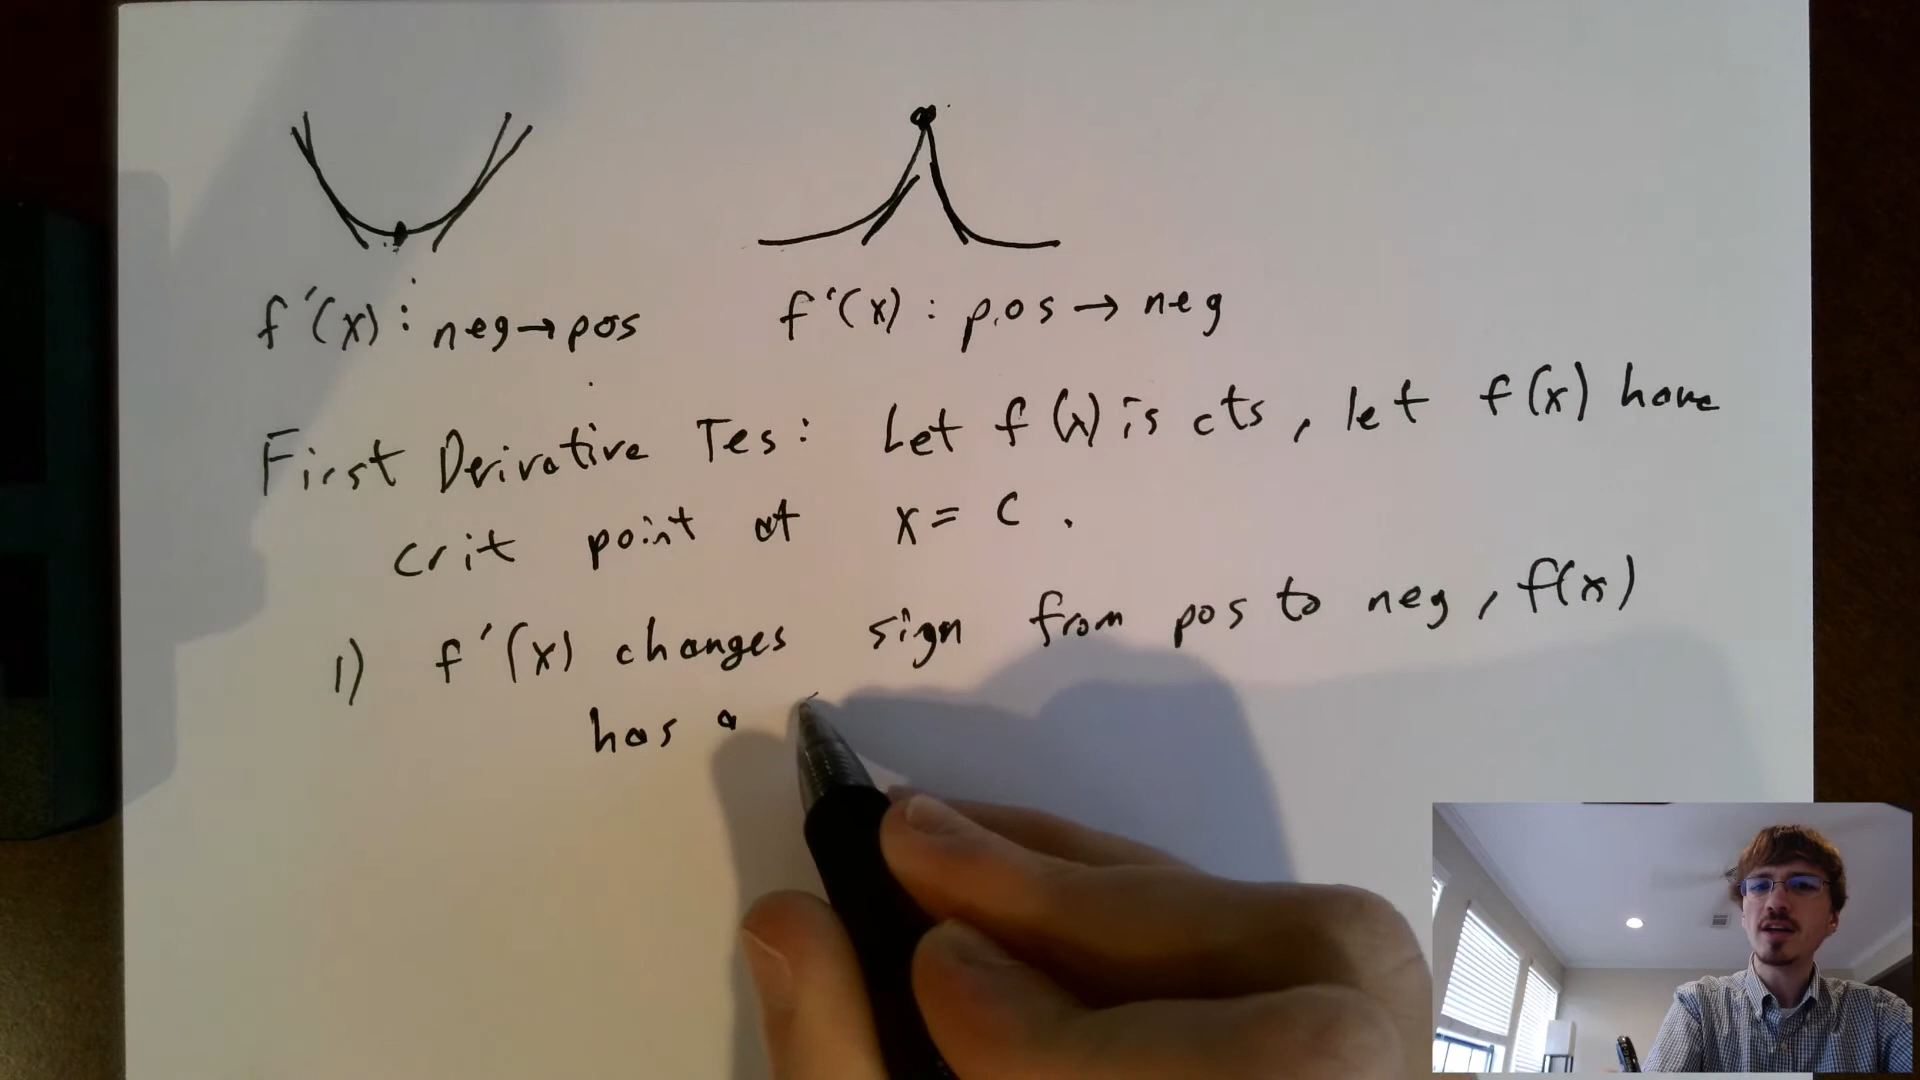 f'(x): neg→pos
f'(x): pos→neg
First Derivative Tes: Let f(x) is cts, let f(x) have
crit point at x = c.
1) f'(x) changes sign from pos to neg, f(x)
has a